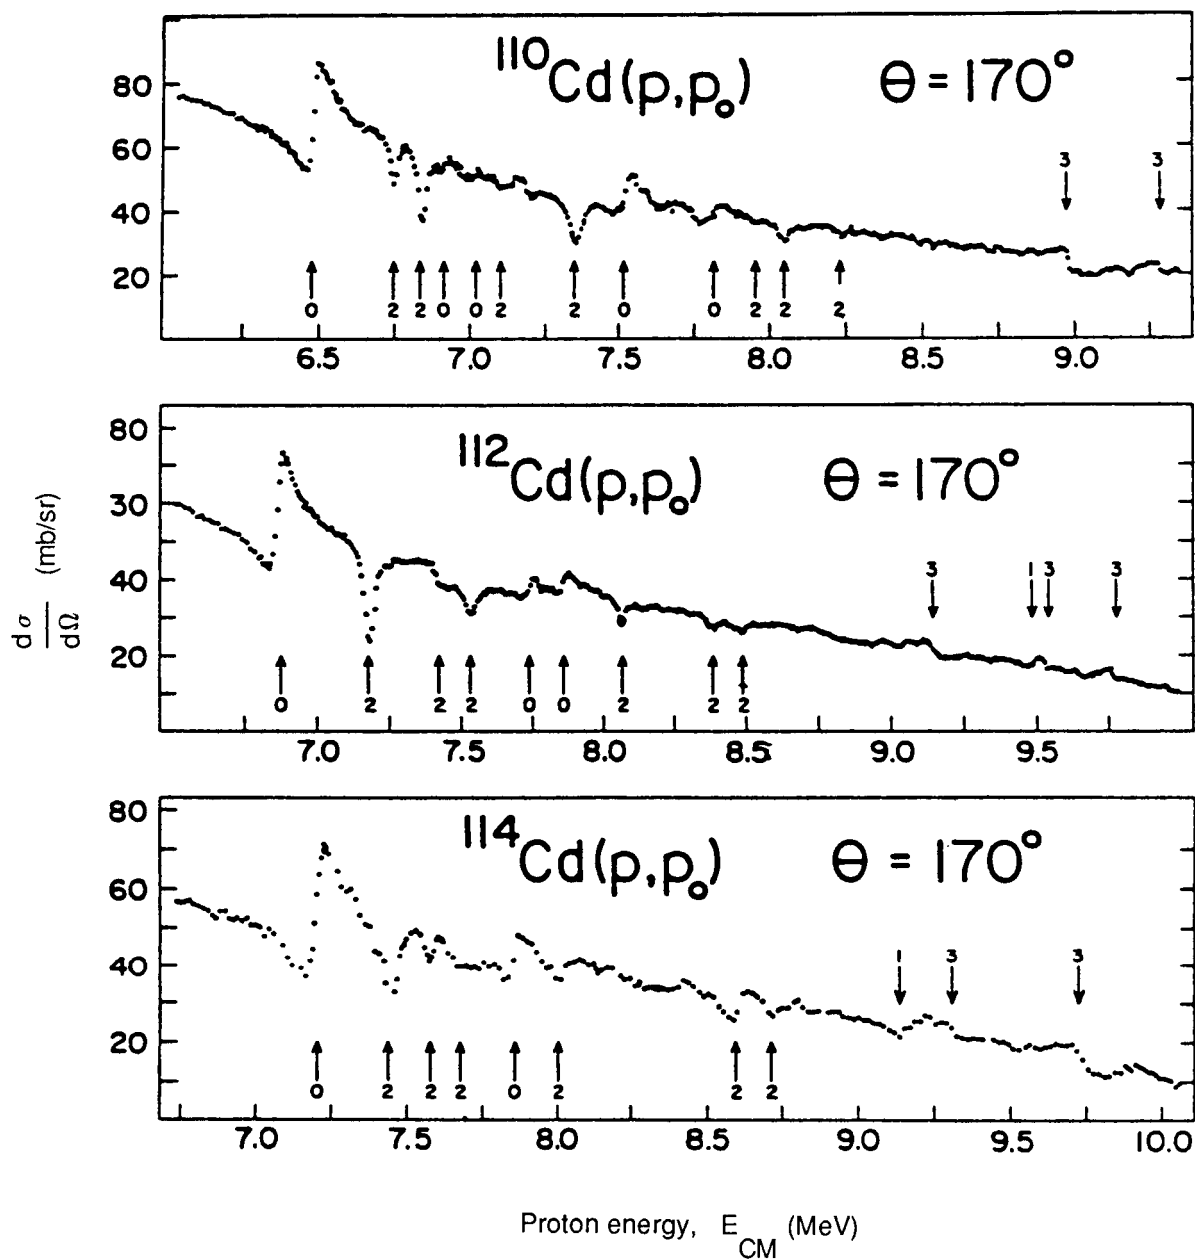 ¹¹⁰Cd(p,p₀) θ = 170°
80
60
40
20
3 3
0 2 2 0 0 2 2 0 0 2 2 2
6.5 7.0 7.5 8.0 8.5 9.0
¹¹²Cd(p,p₀) θ = 170°
80
30
40
20
3 1 3 3
0 2 2 2 0 0 2 2 2
7.0 7.5 8.0 8.5 9.0 9.5
dσ/dΩ (mb/sr)
¹¹⁴Cd(p,p₀) θ = 170°
80
60
40
20
1 3 3
0 2 2 2 0 2 2 2
7.0 7.5 8.0 8.5 9.0 9.5 10.0
Proton energy, E_CM (MeV)